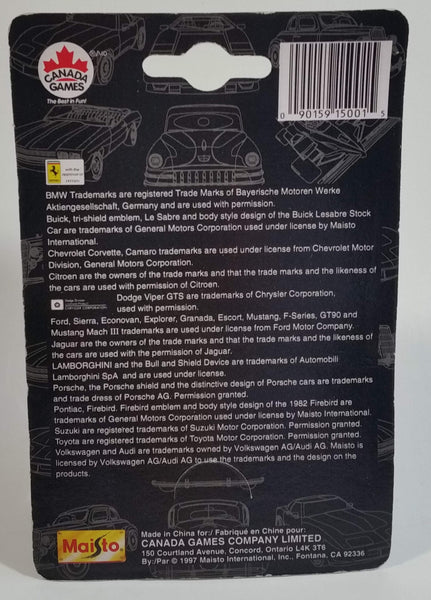 CANADA
GAMES
The Best in Fun!
®/MD
0 90159 15001 5
with the
approval of
BMW Trademarks are registered Trade Marks of Bayerische Motoren Werke
Aktiengesellschaft, Germany and are used with permission.
Buick, tri-shield emblem, Le Sabre and body style design of the Buick Lesabre Stock
Car are trademarks of General Motors Corporation used under license by Maisto
International.
Chevrolet Corvette, Camaro trademarks are used under license from Chevrolet Motor
Division, General Motors Corporation.
Citroen are the owners of the trade marks and that the trade marks and the likeness of
the cars are used with permission of Citroen.
Dodge Viper GTS are trademarks of Chrysler Corporation,
used with permission.
Ford, Sierra, Econovan, Explorer, Granada, Escort, Mustang, F-Series, GT90 and
Mustang Mach III trademarks are used under license from Ford Motor Company.
Jaguar are the owners of the trade marks and that the trade marks and the likeness of
the cars are used with the permission of Jaguar.
LAMBORGHINI and the Bull and Shield Device are trademarks of Automobili
Lamborghini SpA and are used under license.
Porsche, the Porsche shield and the distinctive design of Porsche cars are trademarks
and trade dress of Porsche AG. Permission granted.
Pontiac, Firebird. Firebird emblem and body style design of the 1982 Firebird are
trademarks of General Motors Corporation used under license by Maisto International.
Suzuki are registered trademarks of Suzuki Motor Corporation. Permission granted.
Toyota are registered trademarks of Toyota Motor Corporation. Permission granted.
Volkswagen and Audi are trademarks owned by Volkswagen AG/Audi AG. Maisto is
licensed by Volkswagen AG/Audi AG to use the trademarks and the design on the
products.
Maisto
Made in China for:/ Fabriqué en Chine pour:
CANADA GAMES COMPANY LIMITED
150 Courtland Avenue, Concord, Ontario L4K 3T6
By:/Par © 1997 Maisto International Inc., Fontana, CA 92336